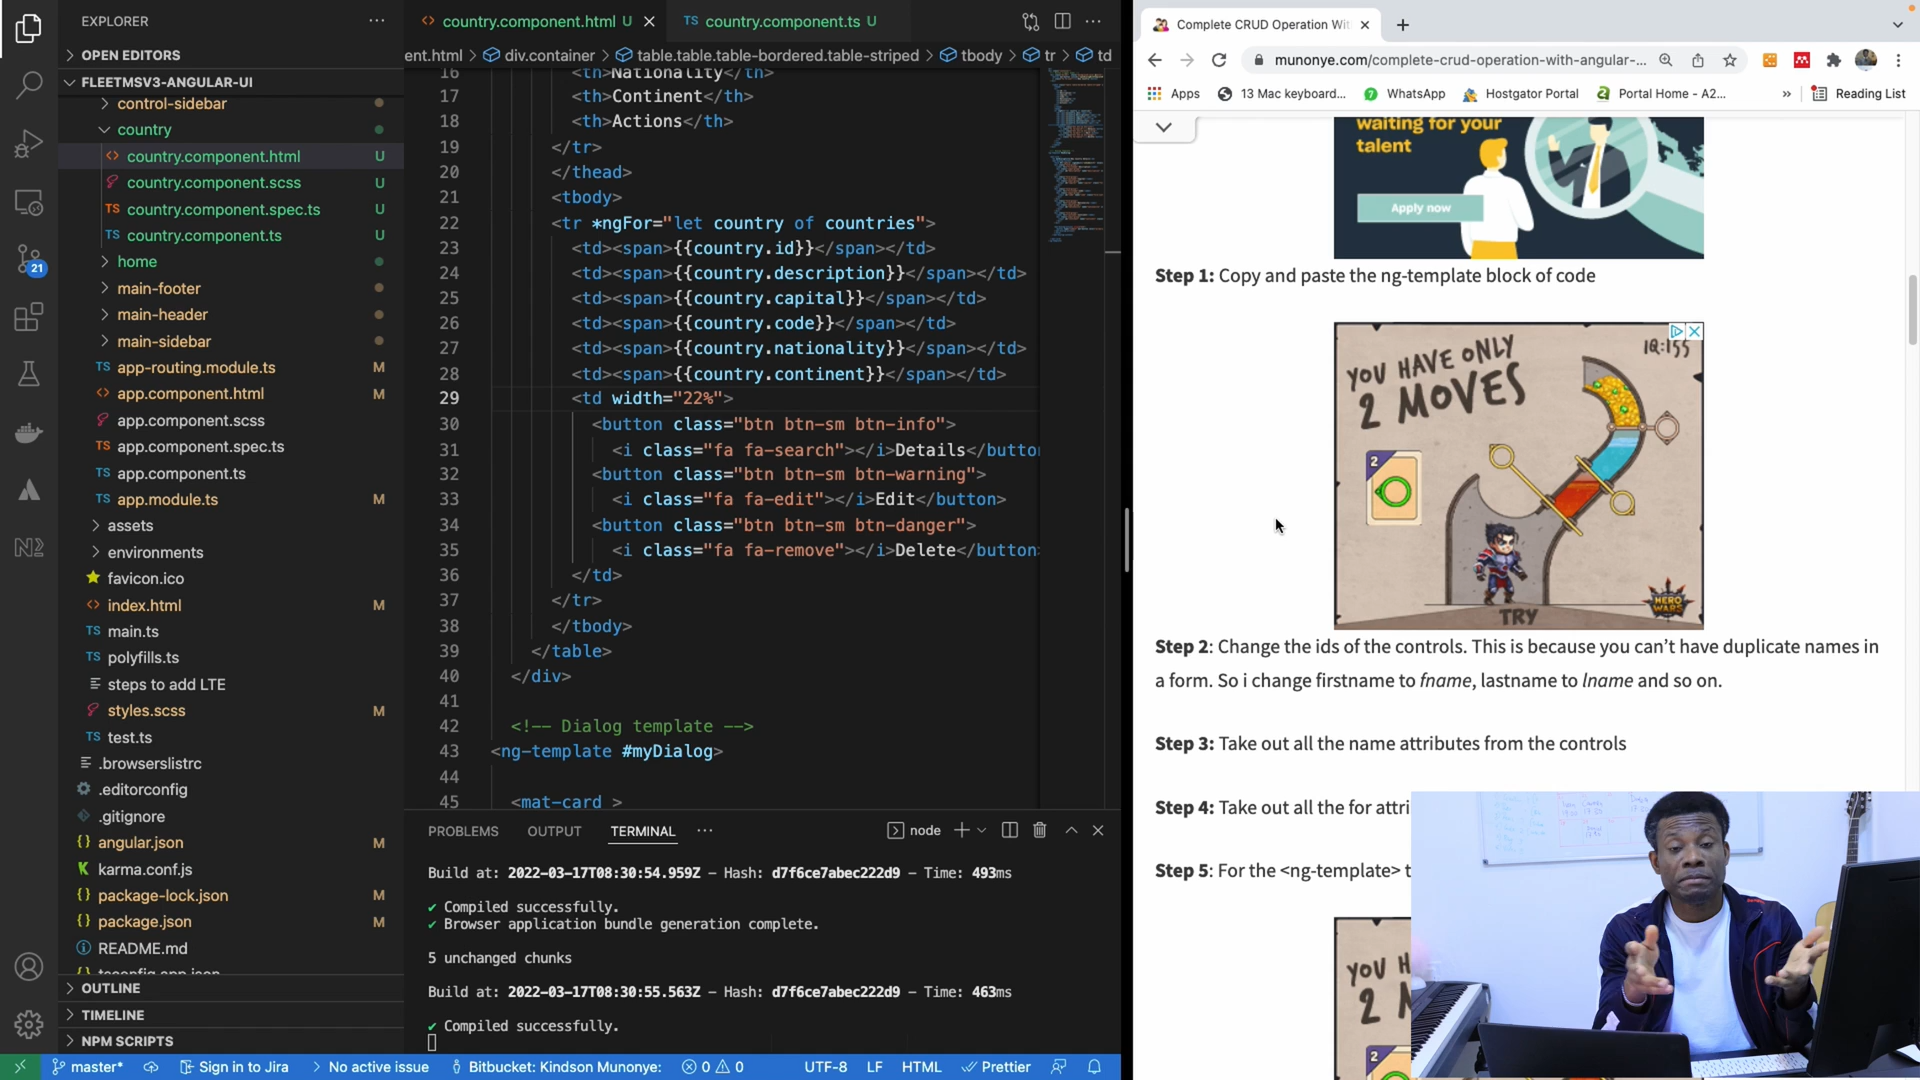 EXPLORER
OPEN EDITORS
FLEETMSV3-ANGULAR-UI
control-sidebar
country
country.component.html U
country.component.scss U
country.component.spec.ts U
country.component.ts U
home
main-footer
main-header
main-sidebar
app-routing.module.ts M
app.component.html M
app.component.scss
app.component.spec.ts
app.component.ts
app.module.ts M
assets
environments
favicon.ico
index.html M
main.ts
polyfills.ts
steps to add LTE
styles.scss M
test.ts
.browserslistrc
.editorconfig
.gitignore
angular.json M
karma.conf.js
package-lock.json M
package.json M
README.md
tsconfig.app.json
OUTLINE
TIMELINE
NPM SCRIPTS
21
country.component.html U
country.component.ts U
ent.html > div.container > table.table.table-bordered.table-striped > tbody > tr > td
16 <th>Nationality</th>
17 <th>Continent</th>
18 <th>Actions</th>
19 </tr>
20 </thead>
21 <tbody>
22 <tr *ngFor="let country of countries">
23 <td><span>{{country.id}}</span></td>
24 <td><span>{{country.description}}</span></td>
25 <td><span>{{country.capital}}</span></td>
26 <td><span>{{country.code}}</span></td>
27 <td><span>{{country.nationality}}</span></td>
28 <td><span>{{country.continent}}</span></td>
29 <td width="22%">
30 <button class="btn btn-sm btn-info">
31 <i class="fa fa-search"></i>Details</button
32 <button class="btn btn-sm btn-warning">
33 <i class="fa fa-edit"></i>Edit</button>
34 <button class="btn btn-sm btn-danger">
35 <i class="fa fa-remove"></i>Delete</button>
36 </td>
37 </tr>
38 </tbody>
39 </table>
40 </div>
41
42 <!-- Dialog template -->
43 <ng-template #myDialog>
44
45 <mat-card >
PROBLEMS OUTPUT TERMINAL node
Build at: 2022-03-17T08:30:54.959Z - Hash: d7f6ce7abec222d9 - Time: 493ms
✔ Compiled successfully.
✔ Browser application bundle generation complete.
5 unchanged chunks
Build at: 2022-03-17T08:30:55.563Z - Hash: d7f6ce7abec222d9 - Time: 463ms
✔ Compiled successfully.
master* Sign in to Jira No active issue Bitbucket: Kindson Munonye: 0 0 UTF-8 LF HTML Prettier
Complete CRUD Operation Wit
munonye.com/complete-crud-operation-with-angular-...
Apps 13 Mac keyboard... WhatsApp Hostgator Portal Portal Home - A2... » Reading List
waiting for your
talent
Apply now
Step 1: Copy and paste the ng-template block of code
YOU HAVE ONLY
2 MOVES
IQ:155
2
HERO
WARS
TRY
Step 2: Change the ids of the controls. This is because you can't have duplicate names in
a form. So i change firstname to fname, lastname to lname and so on.
Step 3: Take out all the name attributes from the controls
Step 4: Take out all the for attri
Step 5: For the <ng-template> t
YOU H
2 M
2